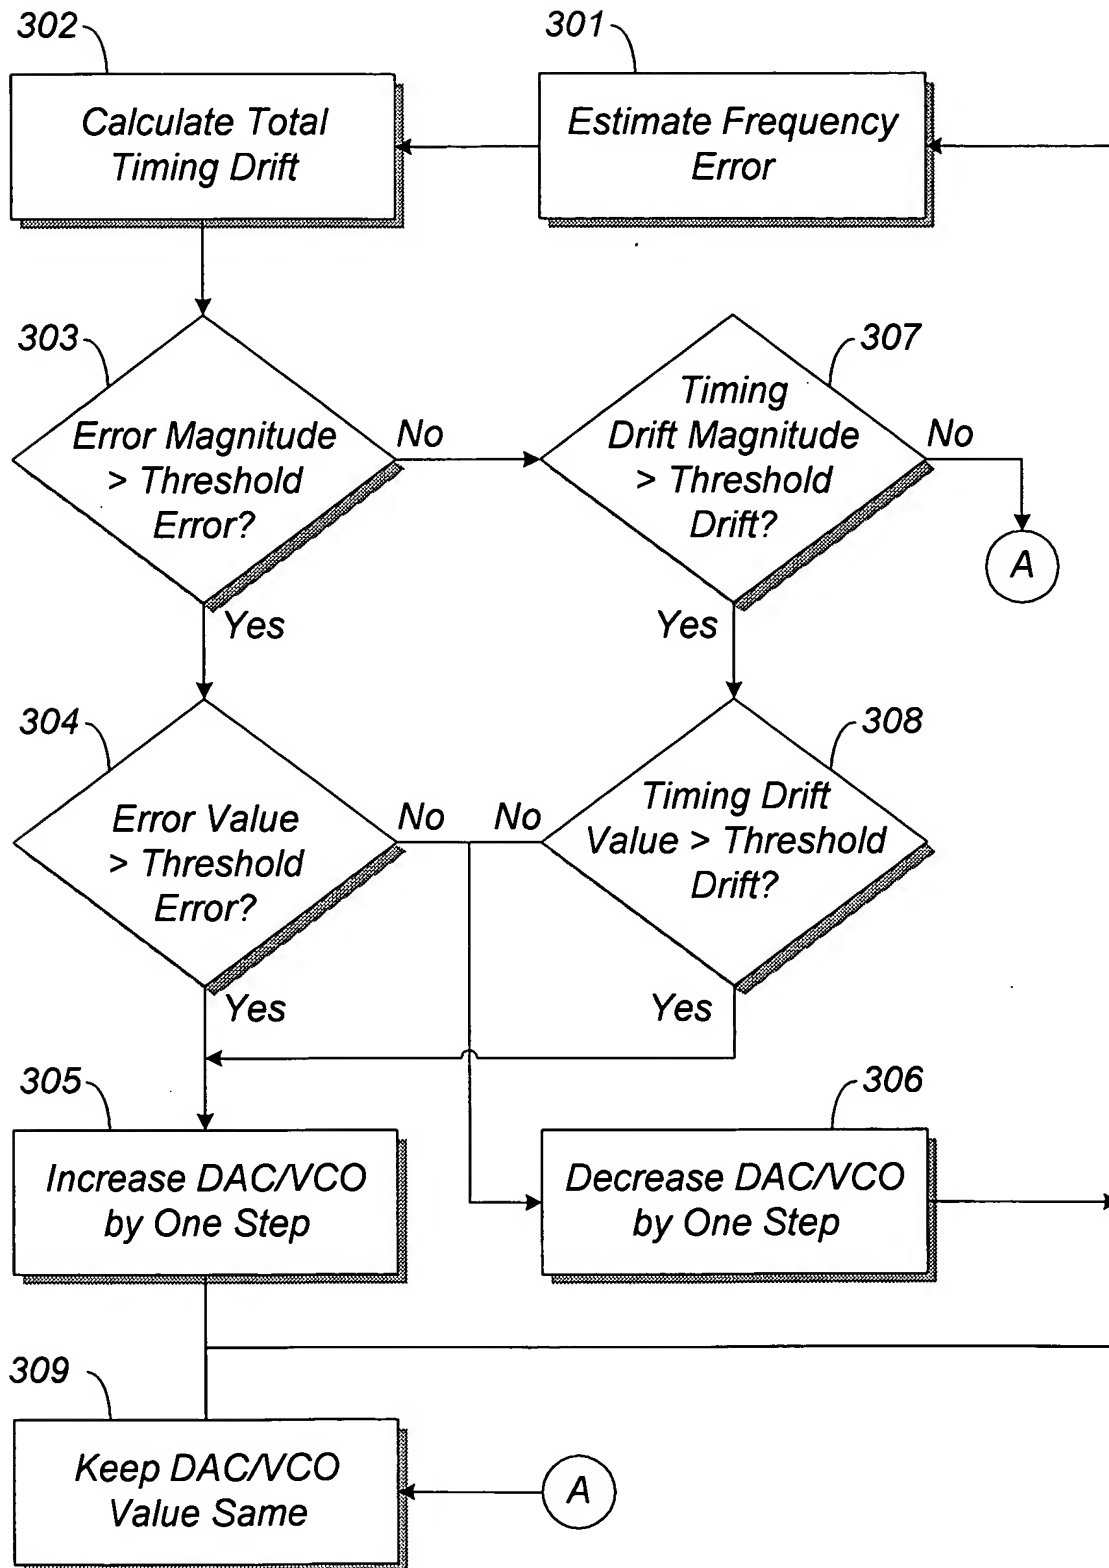 302
301
Calculate Total
Timing Drift
Estimate Frequency
Error
303
307
Error Magnitude
> Threshold
Error?
No
Timing
Drift Magnitude
> Threshold
Drift?
No
A
Yes
Yes
304
308
Error Value
> Threshold
Error?
No
No
Timing Drift
Value > Threshold
Drift?
Yes
Yes
305
306
Increase DAC/VCO
by One Step
Decrease DAC/VCO
by One Step
309
Keep DAC/VCO
Value Same
A